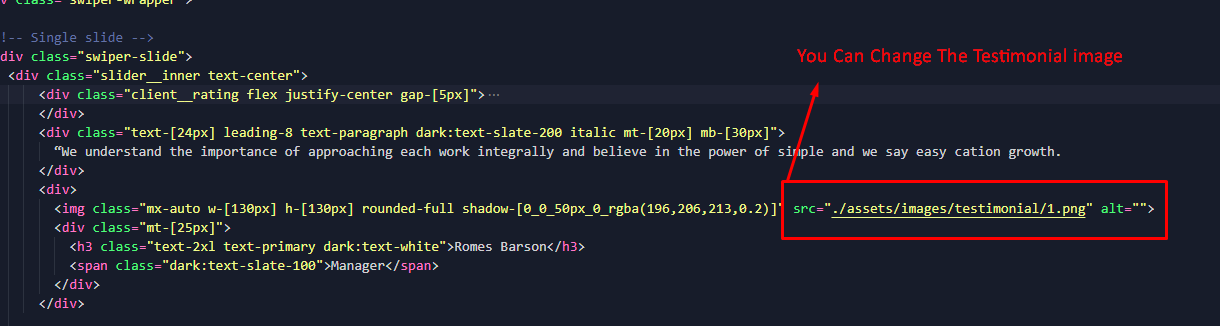 v class="swiper-wrapper">
!-- Single slide -->
div class="swiper-slide">
You Can Change The Testimonial image
<div class="slider__inner text-center">
<div class="client__rating flex justify-center gap-[5px]">···
</div>
<div class="text-[24px] leading-8 text-paragraph dark:text-slate-200 italic mt-[20px] mb-[30px]">
“We understand the importance of approaching each work integrally and believe in the power of simple and we say easy cation growth.
</div>
<div>
<img class="mx-auto w-[130px] h-[130px] rounded-full shadow-[0_0_50px_0_rgba(196,206,213,0.2)]" src="./assets/images/testimonial/1.png" alt="">
<div class="mt-[25px]">
<h3 class="text-2xl text-primary dark:text-white">Romes Barson</h3>
<span class="dark:text-slate-100">Manager</span>
</div>
</div>